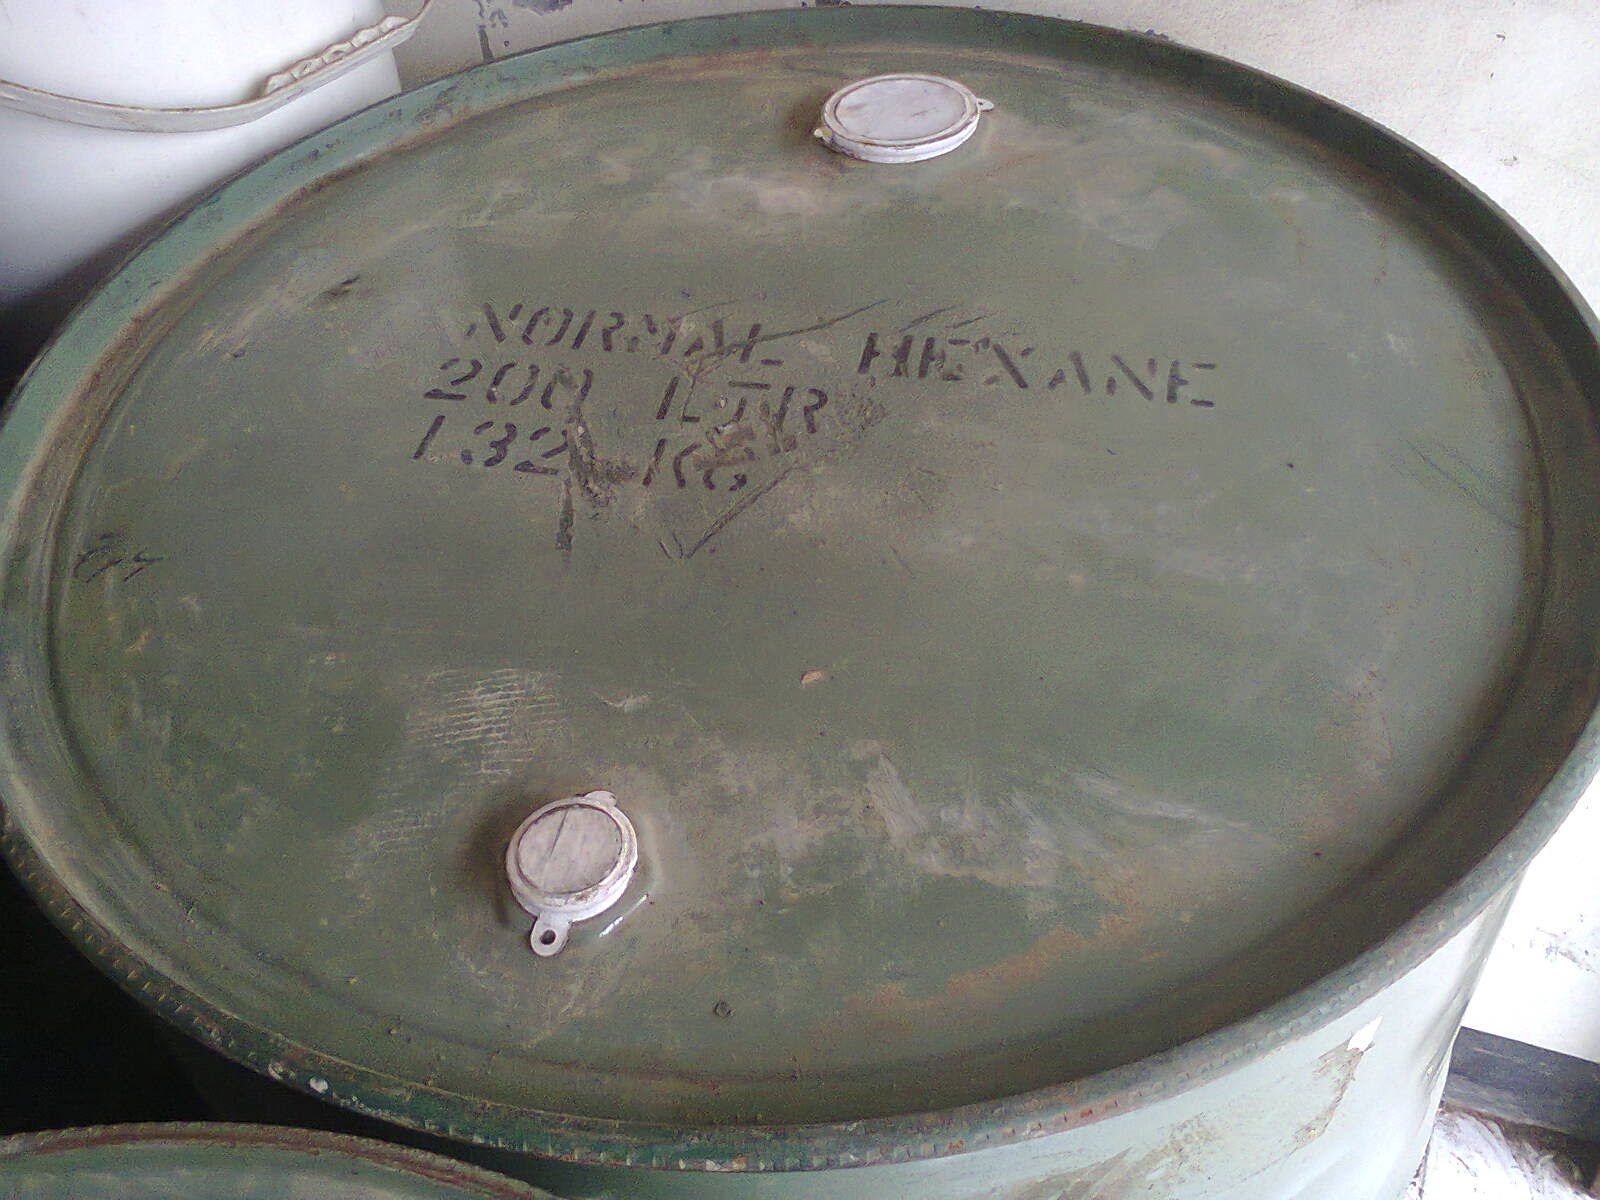 NORMAL HEXANE
200 LTR
132 KG